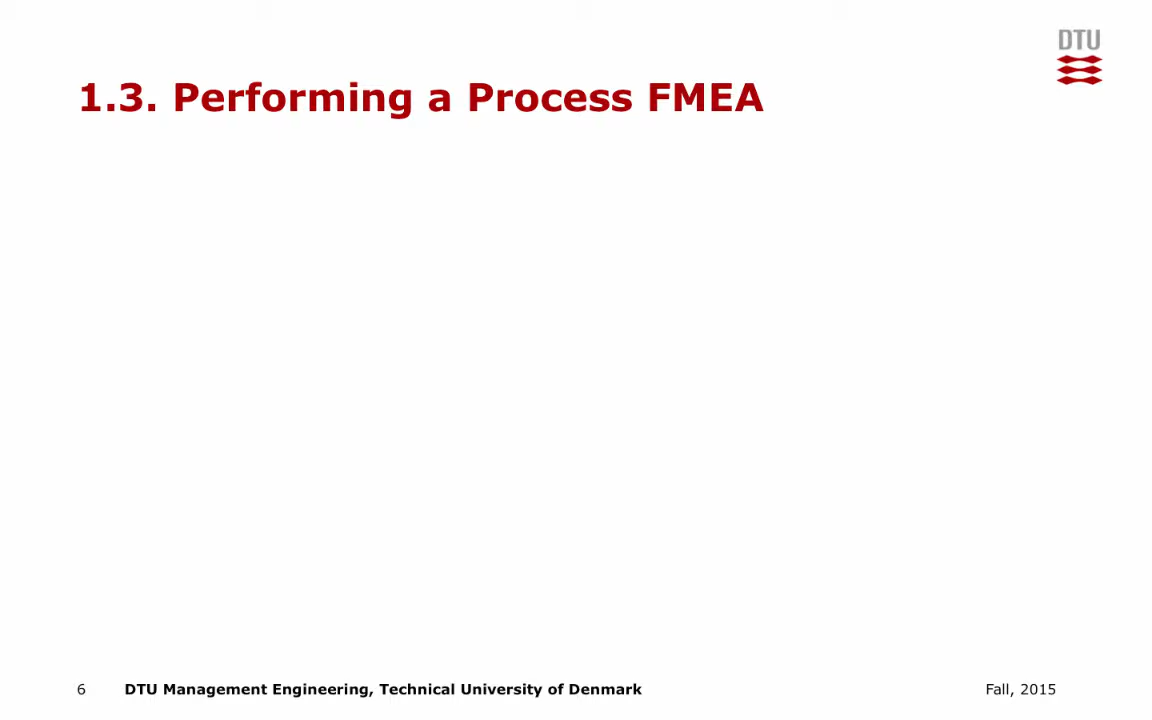 DTU
1.3. Performing a Process FMEA
6 DTU Management Engineering, Technical University of Denmark Fall, 2015